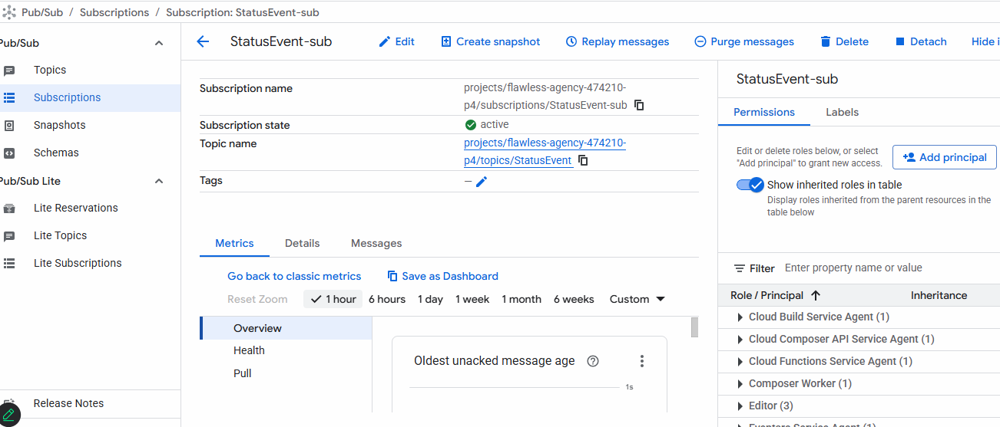 Pub/Sub / Subscriptions / Subscription: StatusEvent-sub
Pub/Sub
Topics
Subscriptions
Snapshots
Schemas
Pub/Sub Lite
Lite Reservations
Lite Topics
Lite Subscriptions
Release Notes
StatusEvent-sub
Edit
Create snapshot
Replay messages
Purge messages
Delete
Detach
Hide i
Subscription name
projects/flawless-agency-474210-
p4/subscriptions/StatusEvent-sub
Subscription state
active
Topic name
projects/flawless-agency-474210-
p4/topics/StatusEvent
Tags
—
Metrics
Details
Messages
Go back to classic metrics
Save as Dashboard
Reset Zoom
1 hour
6 hours
1 day
1 week
1 month
6 weeks
Custom
Overview
Health
Pull
Oldest unacked message age
1s
StatusEvent-sub
Permissions
Labels
Edit or delete roles below, or select
"Add principal" to grant new access.
Add principal
Show inherited roles in table
Display roles inherited from the parent resources in the
table below
Filter
Enter property name or value
Role / Principal
Inheritance
Cloud Build Service Agent (1)
Cloud Composer API Service Agent (1)
Cloud Functions Service Agent (1)
Composer Worker (1)
Editor (3)
Eventarc Service Agent (1)